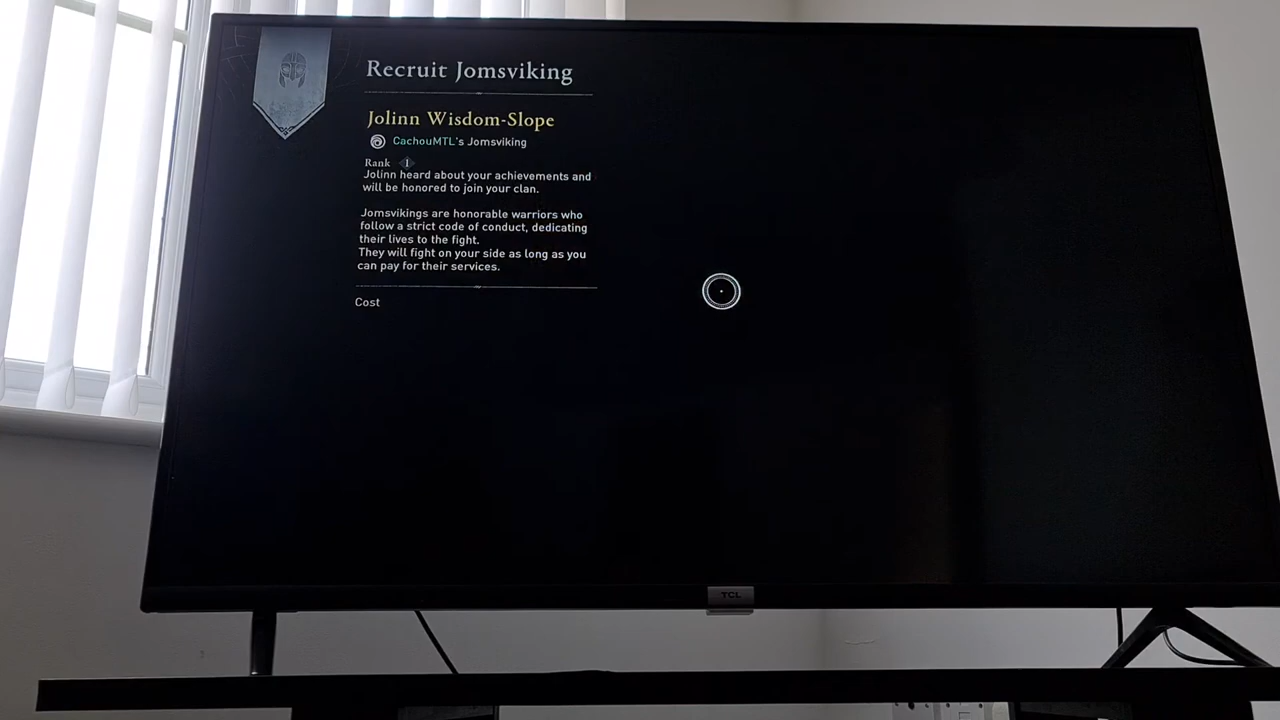 Recruit Jomsviking
Jolinn Wisdom-Slope
CachouMTL's Jomsviking
Rank I
Jolinn heard about your achievements and
will be honored to join your clan.
Jomsvikings are honorable warriors who
follow a strict code of conduct, dedicating
their lives to the fight.
They will fight on your side as long as you
can pay for their services.
Cost
TCL